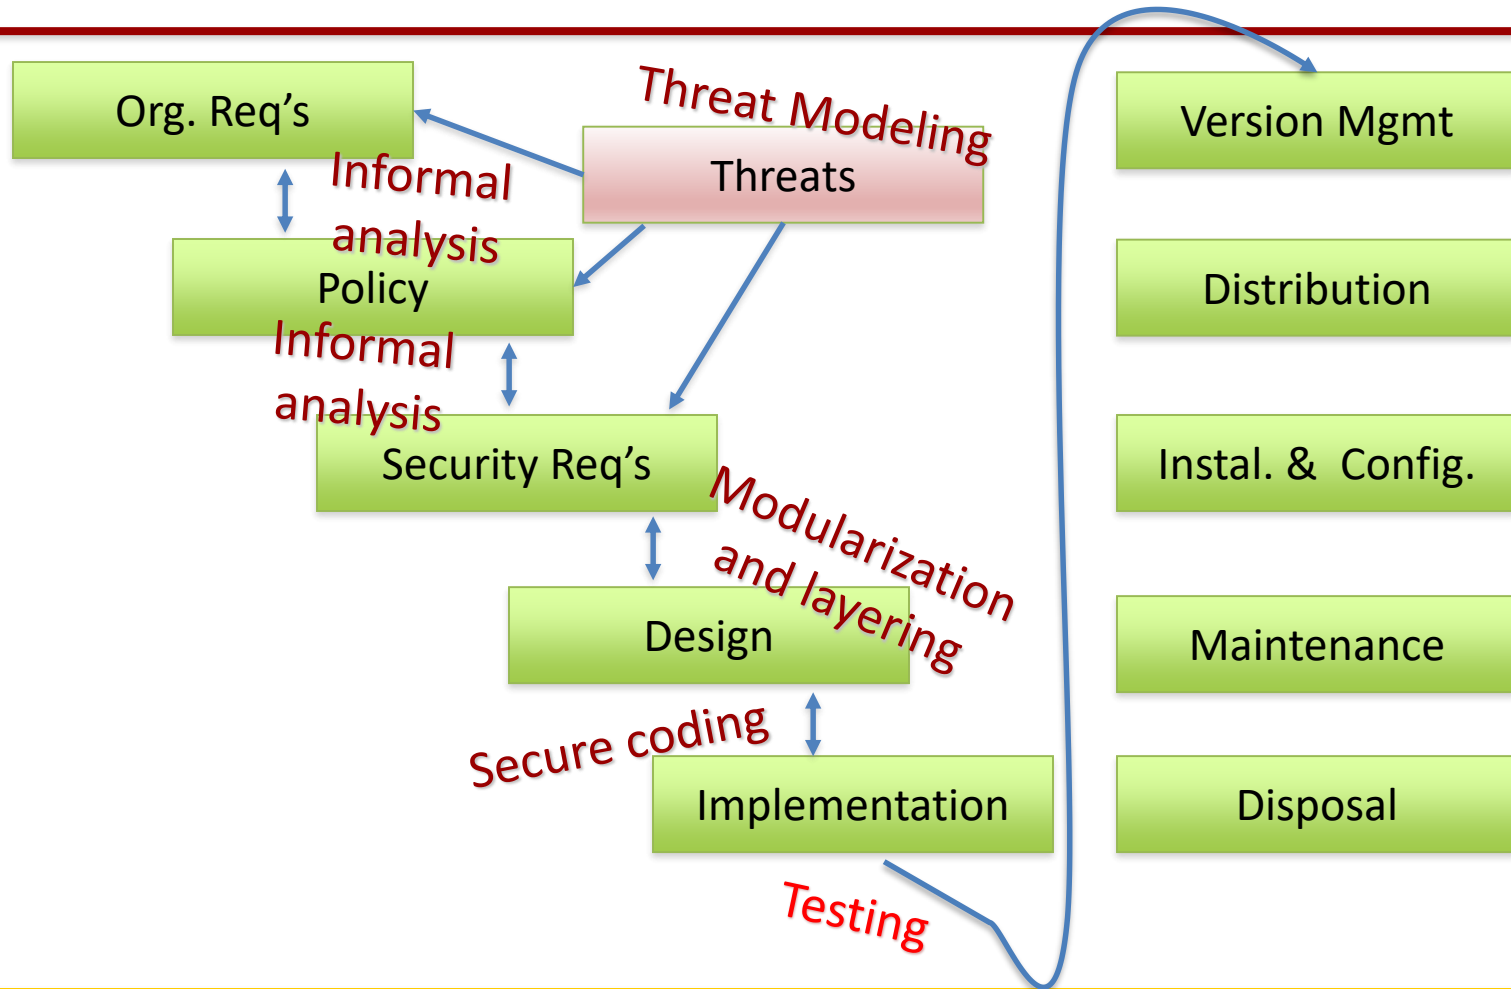 Org. Req's
Threat Modeling
Threats
Informal
analysis
Policy
Informal
analysis
Security Req's
Modularization
and layering
Design
Secure coding
Implementation
Testing
Version Mgmt
Distribution
Instal. &  Config.
Maintenance
Disposal